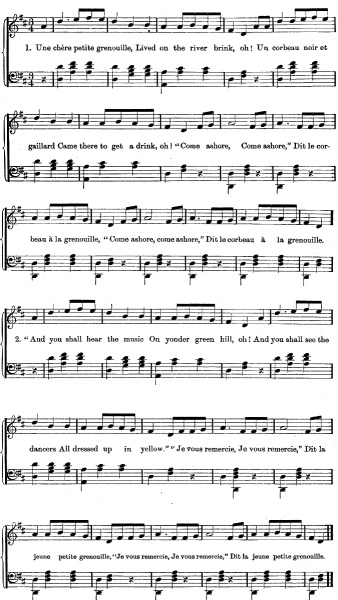 1. Une chère petite grenouille, Lived on the river brink, oh! Un corbeau noir et
gaillard Came there to get a drink, oh! "Come ashore, Come ashore," Dit le cor-
beau à la grenouille, "Come ashore, come ashore," Dit le corbeau à la grenouille.
2. "And you shall hear the music On yonder green hill, oh! And you shall see the
dancers All dressed up in yellow." "Je vous remercie, Je vous remercie," Dit la
jeune petite grenouille, "Je vous remercie, Je vous remercie," Dit la jeune petite grenouille.